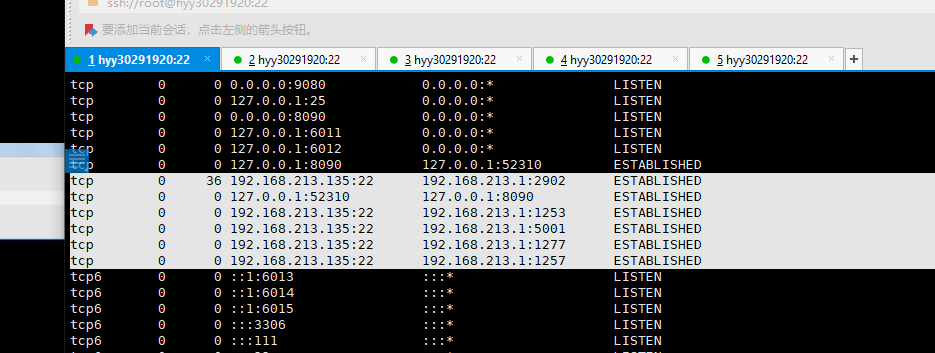 ssh://root@hyy30291920:22
要添加当前会话，点击左侧的箭头按钮。
1 hyy30291920:22 × 2 hyy30291920:22 × 3 hyy30291920:22 × 4 hyy30291920:22 × 5 hyy30291920:22 × +
tcp 0 0 0.0.0.0:9080 0.0.0.0:* LISTEN
tcp 0 0 127.0.0.1:25 0.0.0.0:* LISTEN
tcp 0 0 0.0.0.0:8090 0.0.0.0:* LISTEN
tcp 0 0 127.0.0.1:6011 0.0.0.0:* LISTEN
tcp 0 0 127.0.0.1:6012 0.0.0.0:* LISTEN
tcp 0 0 127.0.0.1:8090 127.0.0.1:52310 ESTABLISHED
tcp 0 36 192.168.213.135:22 192.168.213.1:2902 ESTABLISHED
tcp 0 0 127.0.0.1:52310 127.0.0.1:8090 ESTABLISHED
tcp 0 0 192.168.213.135:22 192.168.213.1:1253 ESTABLISHED
tcp 0 0 192.168.213.135:22 192.168.213.1:5001 ESTABLISHED
tcp 0 0 192.168.213.135:22 192.168.213.1:1277 ESTABLISHED
tcp 0 0 192.168.213.135:22 192.168.213.1:1257 ESTABLISHED
tcp6 0 0 ::1:6013 :::* LISTEN
tcp6 0 0 ::1:6014 :::* LISTEN
tcp6 0 0 ::1:6015 :::* LISTEN
tcp6 0 0 :::3306 :::* LISTEN
tcp6 0 0 :::111 :::* LISTEN